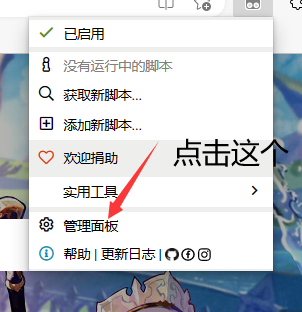 已启用
没有运行中的脚本
获取新脚本...
添加新脚本...
欢迎捐助
点击这个
实用工具
管理面板
帮助 | 更新日志 |